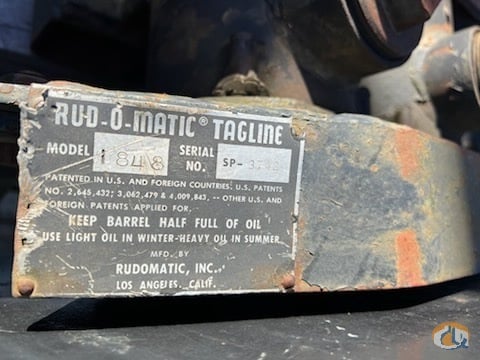 RUD-O-MATIC® TAGLINE
MODEL 1848 SERIAL NO. SP-
PATENTED IN U.S. AND FOREIGN COUNTRIES. U.S. PATENTS
NO. 2,645,432; 3,062,479 & 4,009,843, -- OTHER U.S. AND
FOREIGN PATENTS APPLIED FOR.
KEEP BARREL HALF FULL OF OIL
USE LIGHT OIL IN WINTER-HEAVY OIL IN SUMMER
MFD. BY
RUDOMATIC, INC.
LOS ANGELES, CALIF.